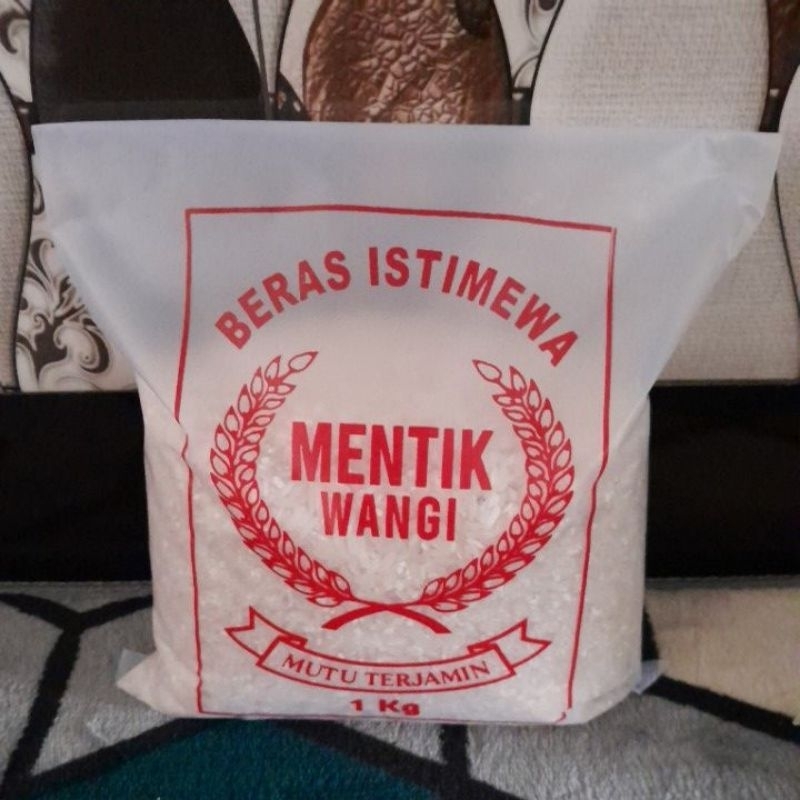 BERAS ISTIMEWA
MENTIK
WANGI
MUTU TERJAMIN
1 Kg